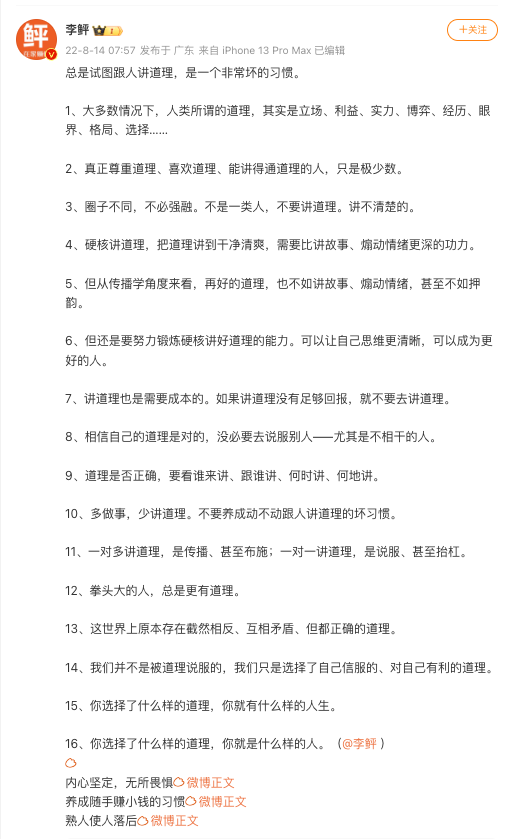 鲆
李鲆
+关注
22-8-14 07:57 发布于 广东 来自 iPhone 13 Pro Max 已编辑
总是试图跟人讲道理，是一个非常坏的习惯。
1、大多数情况下，人类所谓的道理，其实是立场、利益、实力、博弈、经历、眼
界、格局、选择......
2、真正尊重道理、喜欢道理、能讲得通道理的人，只是极少数。
3、圈子不同，不必强融。不是一类人，不要讲道理。讲不清楚的。
4、硬核讲道理，把道理讲到干净清爽，需要比讲故事、煽动情绪更深的功力。
5、但从传播学角度来看，再好的道理，也不如讲故事、煽动情绪，甚至不如押
韵。
6、但还是要努力锻炼硬核讲好道理的能力。可以让自己思维更清晰，可以成为更
好的人。
7、讲道理也是需要成本的。如果讲道理没有足够回报，就不要去讲道理。
8、相信自己的道理是对的，没必要去说服别人——尤其是不相干的人。
9、道理是否正确，要看谁来讲、跟谁讲、何时讲、何地讲。
10、多做事，少讲道理。不要养成动不动跟人讲道理的坏习惯。
11、一对多讲道理，是传播、甚至布施；一对一讲道理，是说服、甚至抬杠。
12、拳头大的人，总是更有道理。
13、这世界上原本存在截然相反、互相矛盾、但都正确的道理。
14、我们并不是被道理说服的，我们只是选择了自己信服的、对自己有利的道理。
15、你选择了什么样的道理，你就有什么样的人生。
16、你选择了什么样的道理，你就是什么样的人。（@李鲆 ）
内心坚定，无所畏惧 微博正文
养成随手赚小钱的习惯 微博正文
熟人使人落后 微博正文